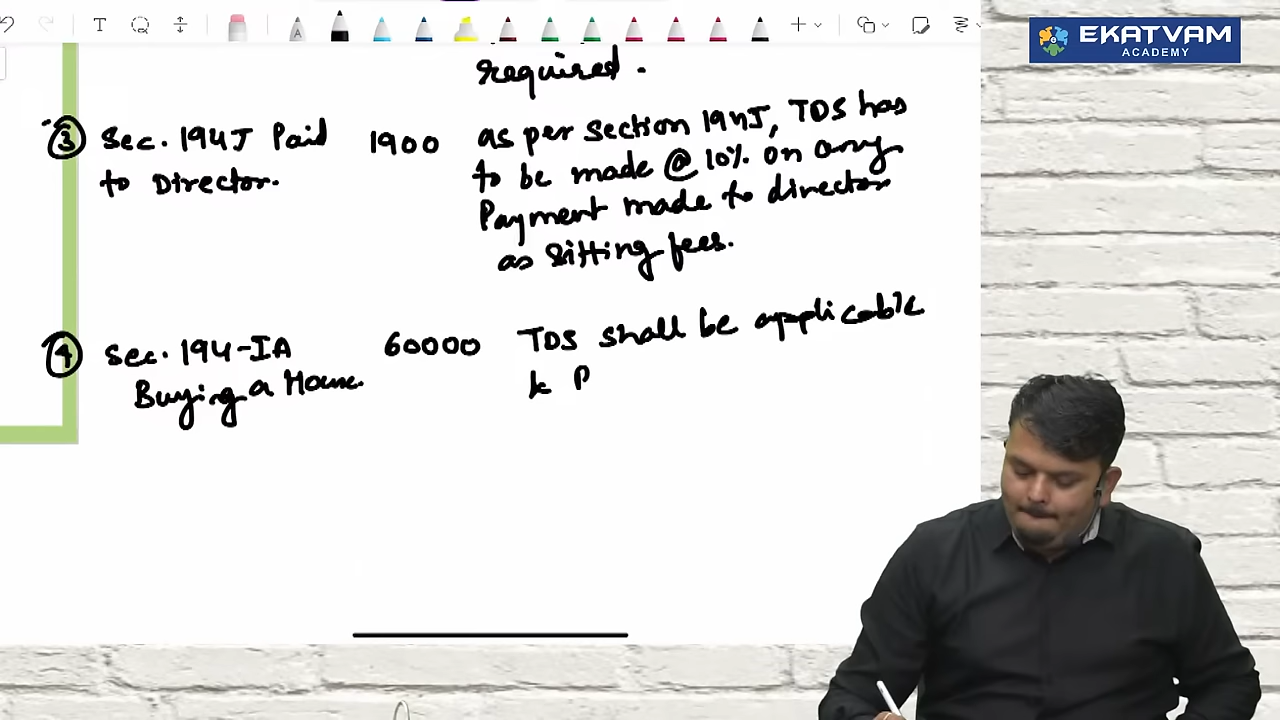 T
A
EKATVAM
ACADEMY
required.
③ Sec. 194J Paid 1900 as per section 194J, TDS has
to Director. to be made @ 10% on any
Payment made to director
as sitting fees.
④ Sec. 194-IA 60000 TDS shall be applicable
Buying a House.